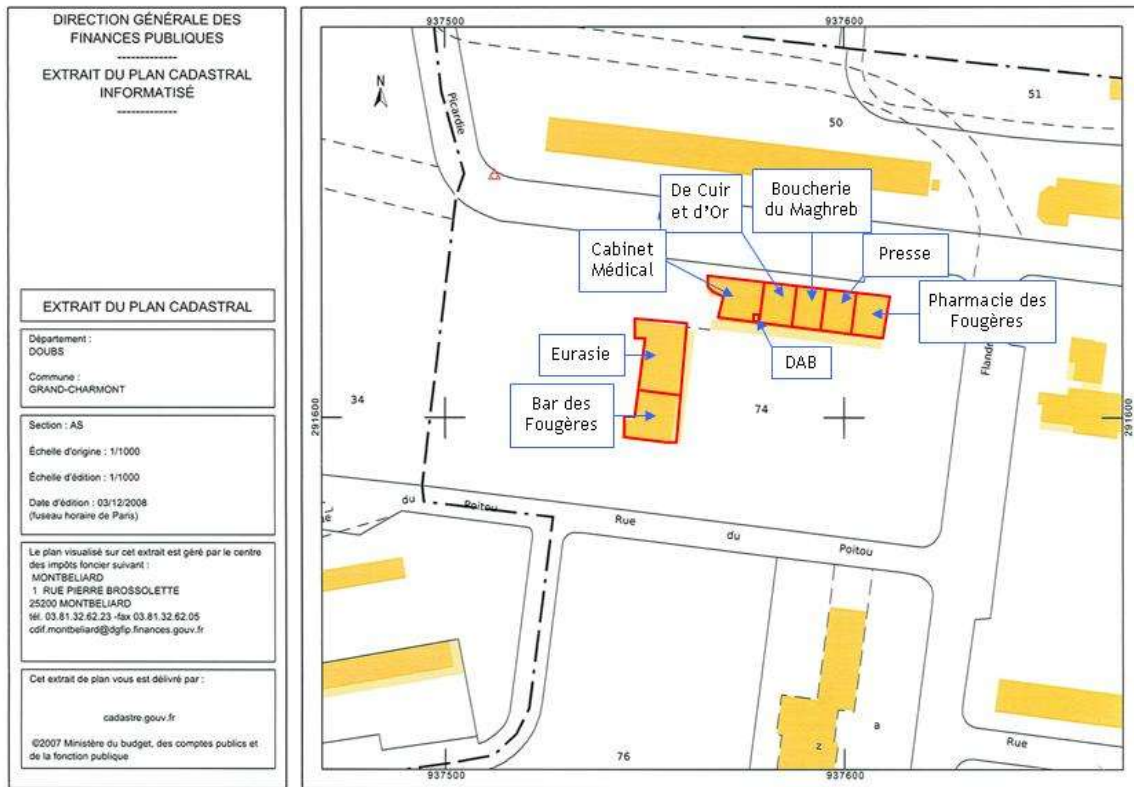 DIRECTION GÉNÉRALE DES
FINANCES PUBLIQUES
-------------
EXTRAIT DU PLAN CADASTRAL
INFORMATISÉ
-------------
EXTRAIT DU PLAN CADASTRAL
Département :
DOUBS
Commune :
GRAND-CHARMONT
Section : AS
Échelle d'origine : 1/1000
Échelle d'édition : 1/1000
Date d'édition : 03/12/2008
(fuseau horaire de Paris)
Le plan visualisé sur cet extrait est géré par le centre
des impôts foncier suivant :
MONTBELIARD
1 RUE PIERRE BROSSOLETTE
25200 MONTBELIARD
tél. 03.81.32.62.23 -fax 03.81.32.62.05
cdif.montbeliard@dgfip.finances.gouv.fr
Cet extrait de plan vous est délivré par :
cadastre.gouv.fr
©2007 Ministère du budget, des comptes publics et
de la fonction publique
937500
937600
N
Picardie
51
50
De Cuir
et d'Or
Boucherie
du Maghreb
Cabinet
Médical
Presse
Pharmacie des
Fougères
Eurasie
DAB
Bar des
Fougères
34
74
291600
291600
du
Poitou
Rue
du
Poitou
a
z
76
Rue
937500
937600